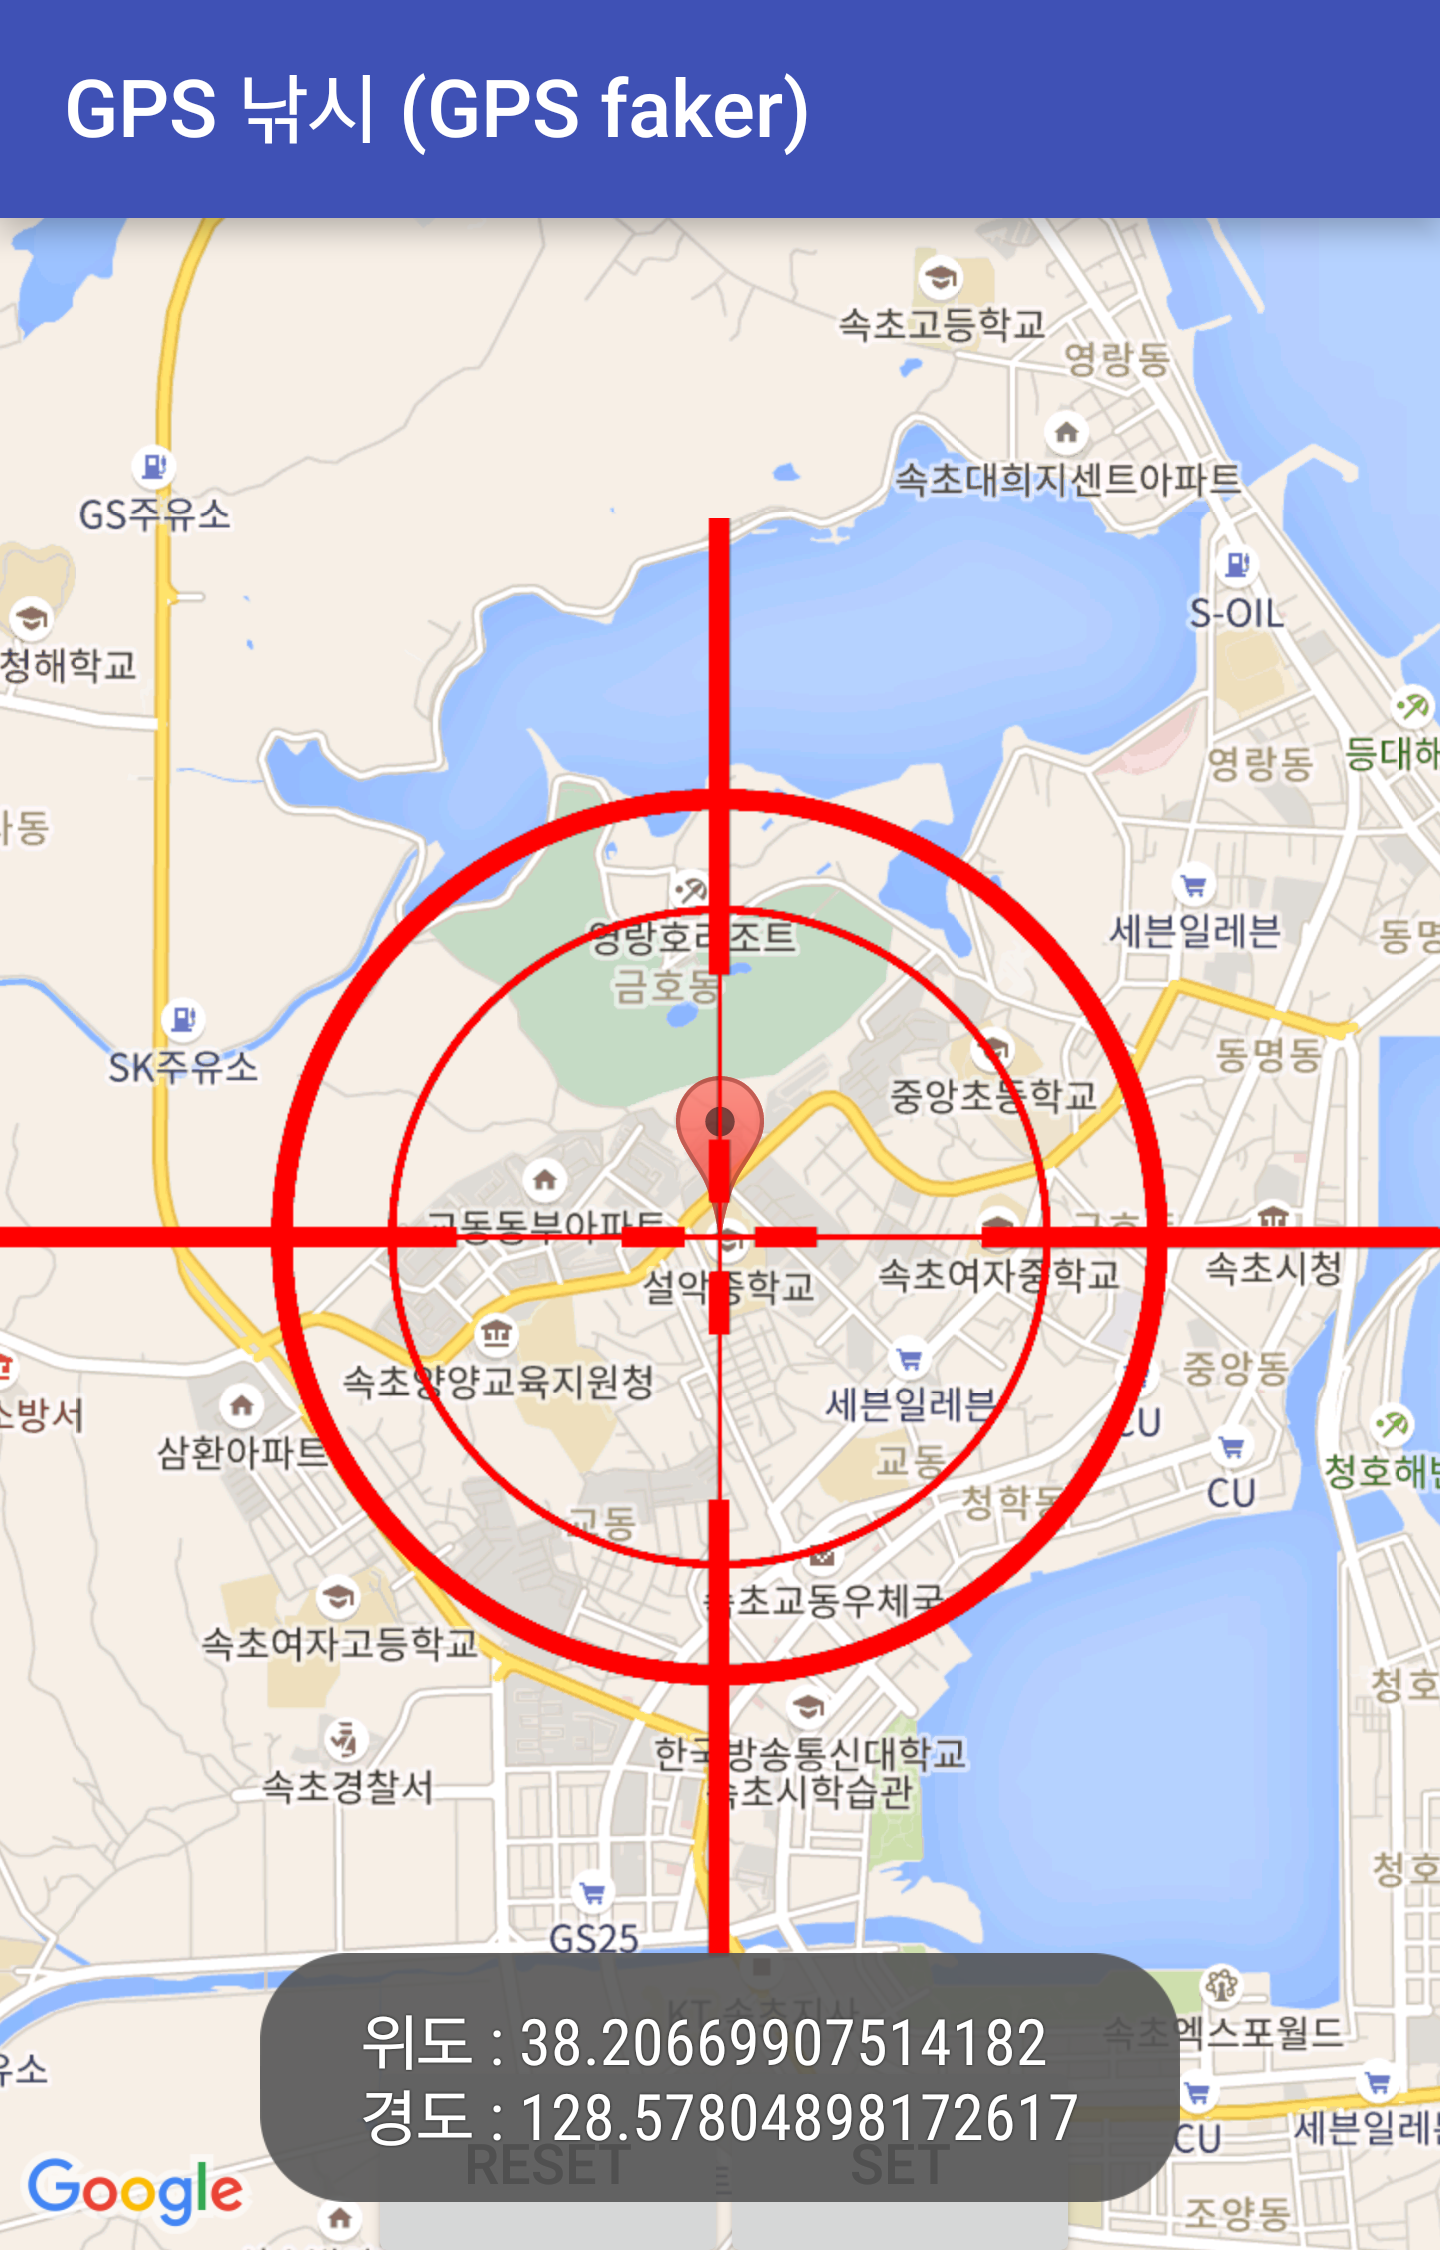 GPS 낚시 (GPS faker)
속초고등학교
영랑동
속초대희지센트아파트
GS주유소
S-OIL
청해학교
영랑동
등대해
세븐일레븐
동명
영랑호리조트
금호동
SK주유소
동명동
중앙초등학교
교동동부아파트
금호동
설악중학교
속초여자중학교
속초시청
속초양양교육지원청
중앙동
소방서
세븐일레븐
CU
삼환아파트
교동
청호해변
CU
청학동
교동
속초교동우체국
속초여자고등학교
청호
한국방송통신대학교
속초시학습관
속초경찰서
청호
GS25
KT 속초지사
속초엑스포월드
위도 : 38.20669907514182
유소
경도 : 128.57804898172617
CU
세븐일레븐
RESET
SET
Google
조양동